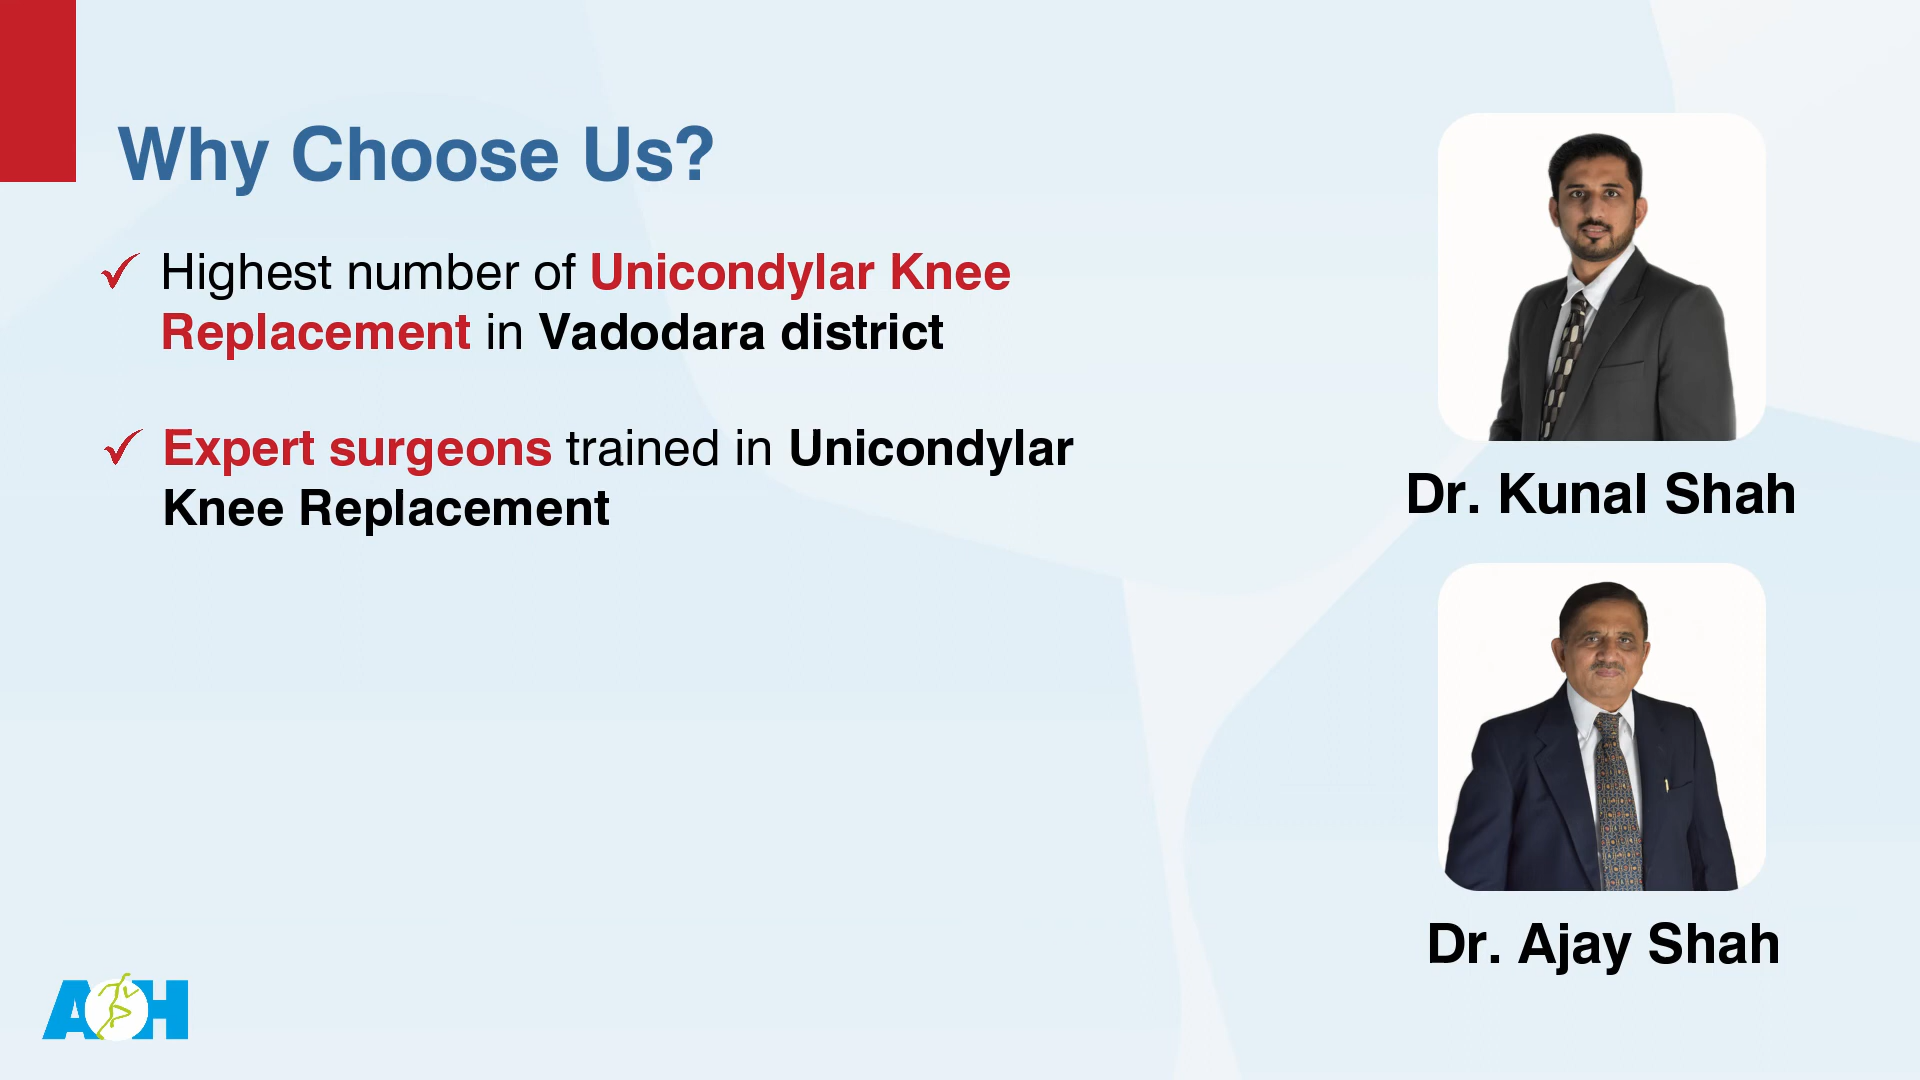 Why Choose Us?
Highest number of Unicondylar Knee
Replacement in Vadodara district
Expert surgeons trained in Unicondylar
Knee Replacement
Dr. Kunal Shah
Dr. Ajay Shah
AOH